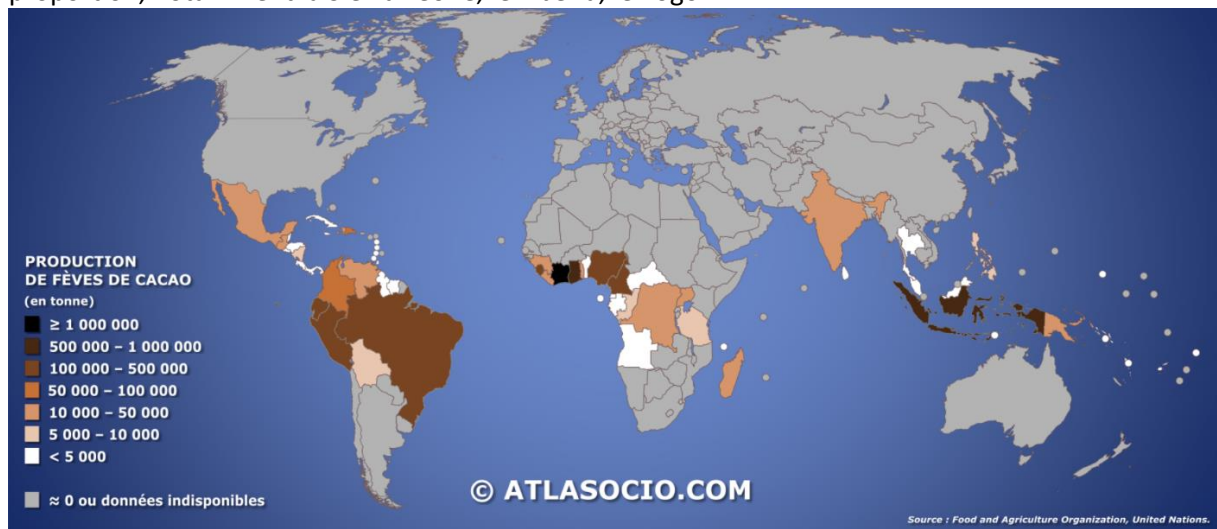 PRODUCTION
DE FÈVES DE CACAO
(en tonne)
≥ 1 000 000
500 000 – 1 000 000
100 000 – 500 000
50 000 – 100 000
10 000 – 50 000
5 000 – 10 000
< 5 000
≈ 0 ou données indisponibles
© ATLASOCIO.COM
Source : Food and Agriculture Organization, United Nations.